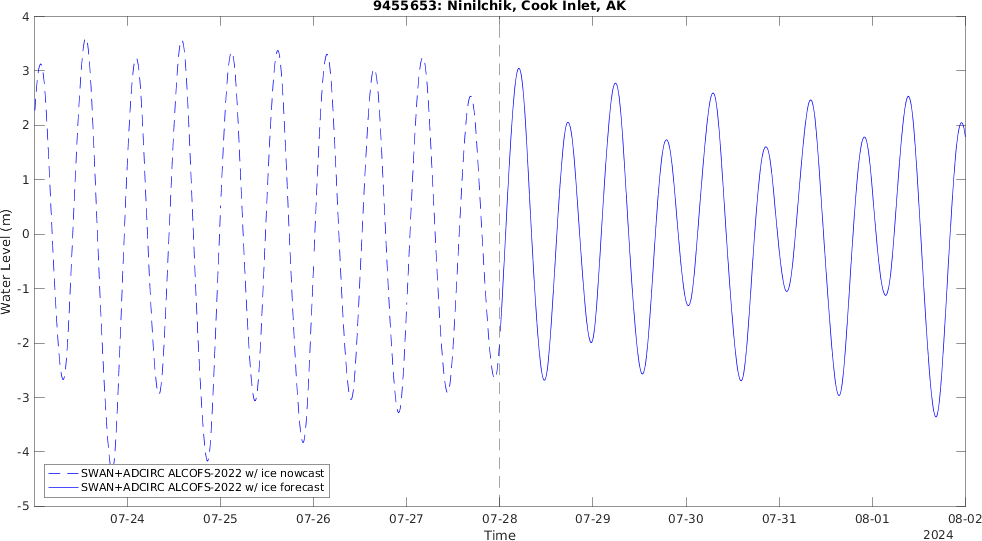 9455653: Ninilchik, Cook Inlet, AK
4
3
2
1
0
-1
-2
-3
-4
-5
Water Level (m)
SWAN+ADCIRC ALCOFS-2022 w/ ice nowcast
SWAN+ADCIRC ALCOFS-2022 w/ ice forecast
07-24 07-25 07-26 07-27 07-28 07-29 07-30 07-31 08-01 08-02
Time
2024